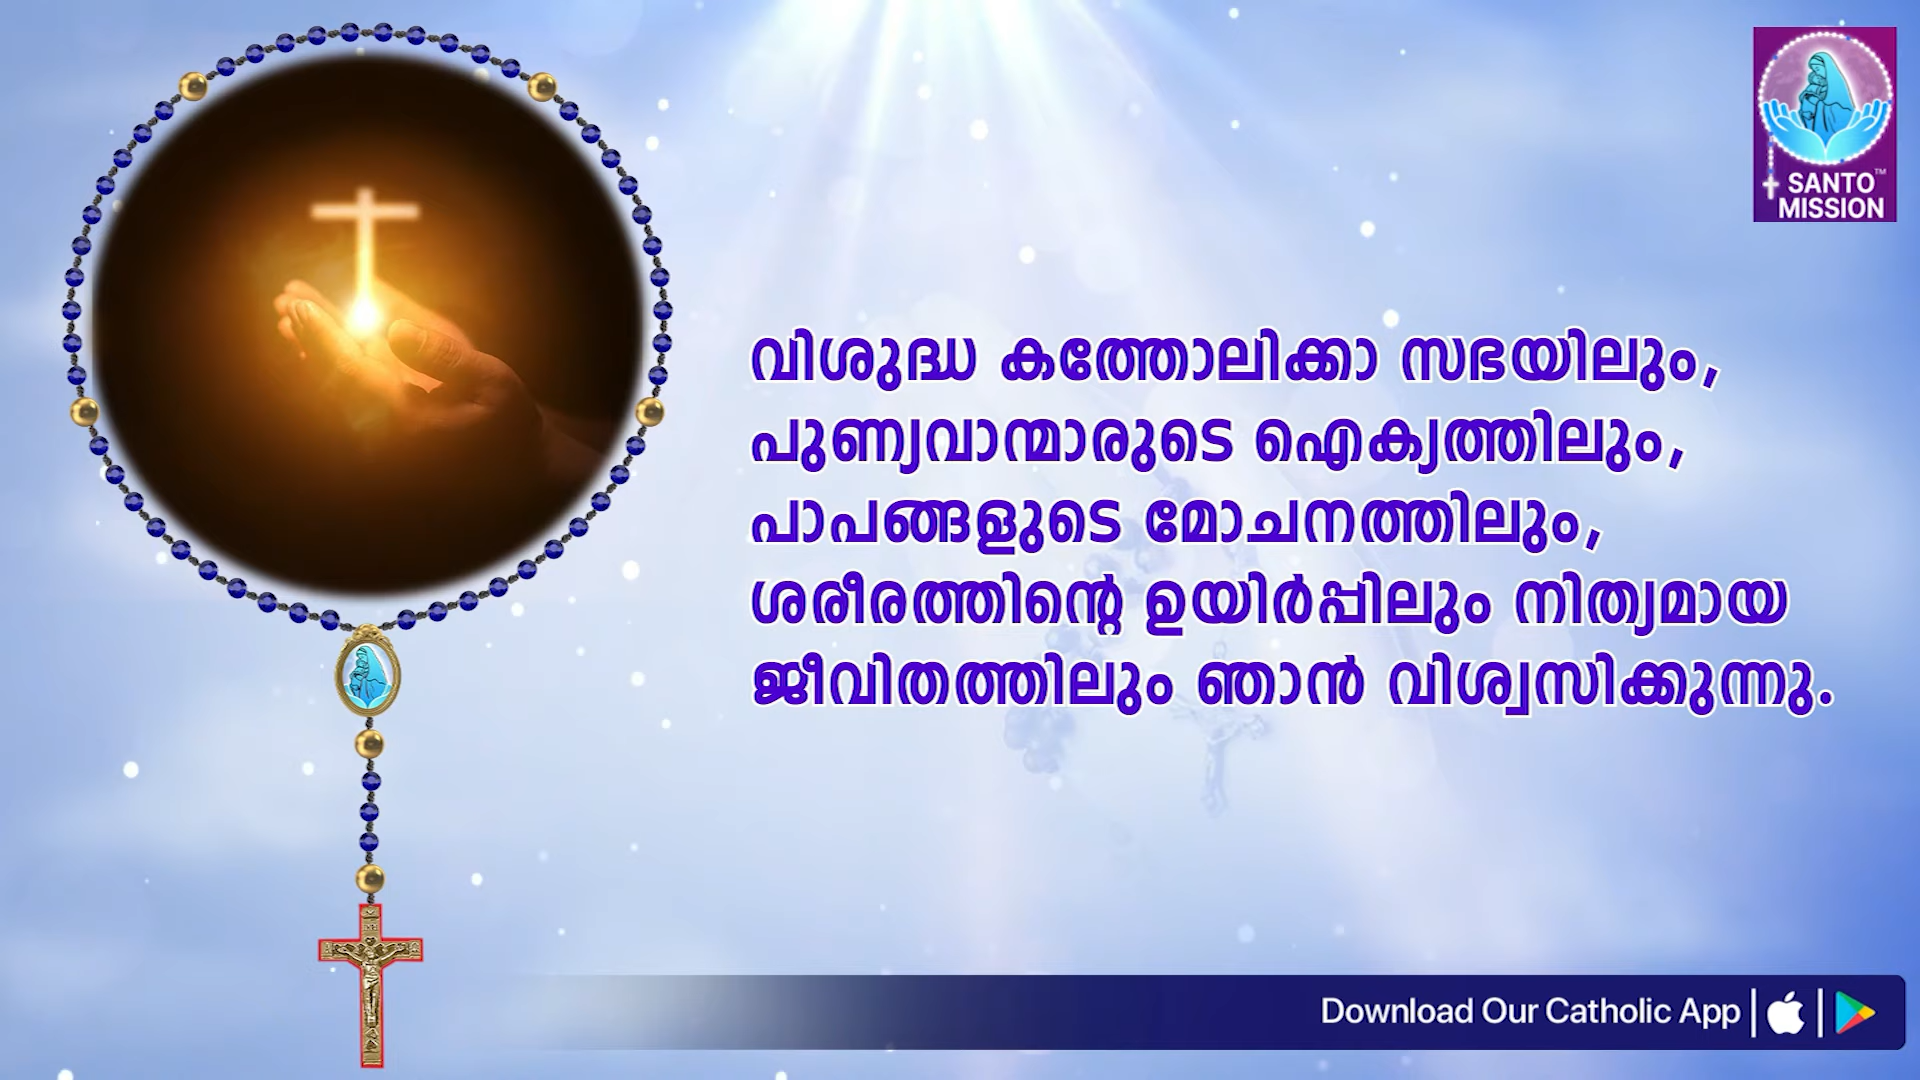 SANTO™
MISSION
വിശുദ്ധ കത്തോലിക്കാ സഭയിലും,
പുണ്യവാന്മാരുടെ ഐക്യത്തിലും,
പാപങ്ങളുടെ മോചനത്തിലും,
ശരീരത്തിന്റെ ഉയിർപ്പിലും നിത്യമായ
ജീവിതത്തിലും ഞാൻ വിശ്വസിക്കുന്നു.
Download Our Catholic App